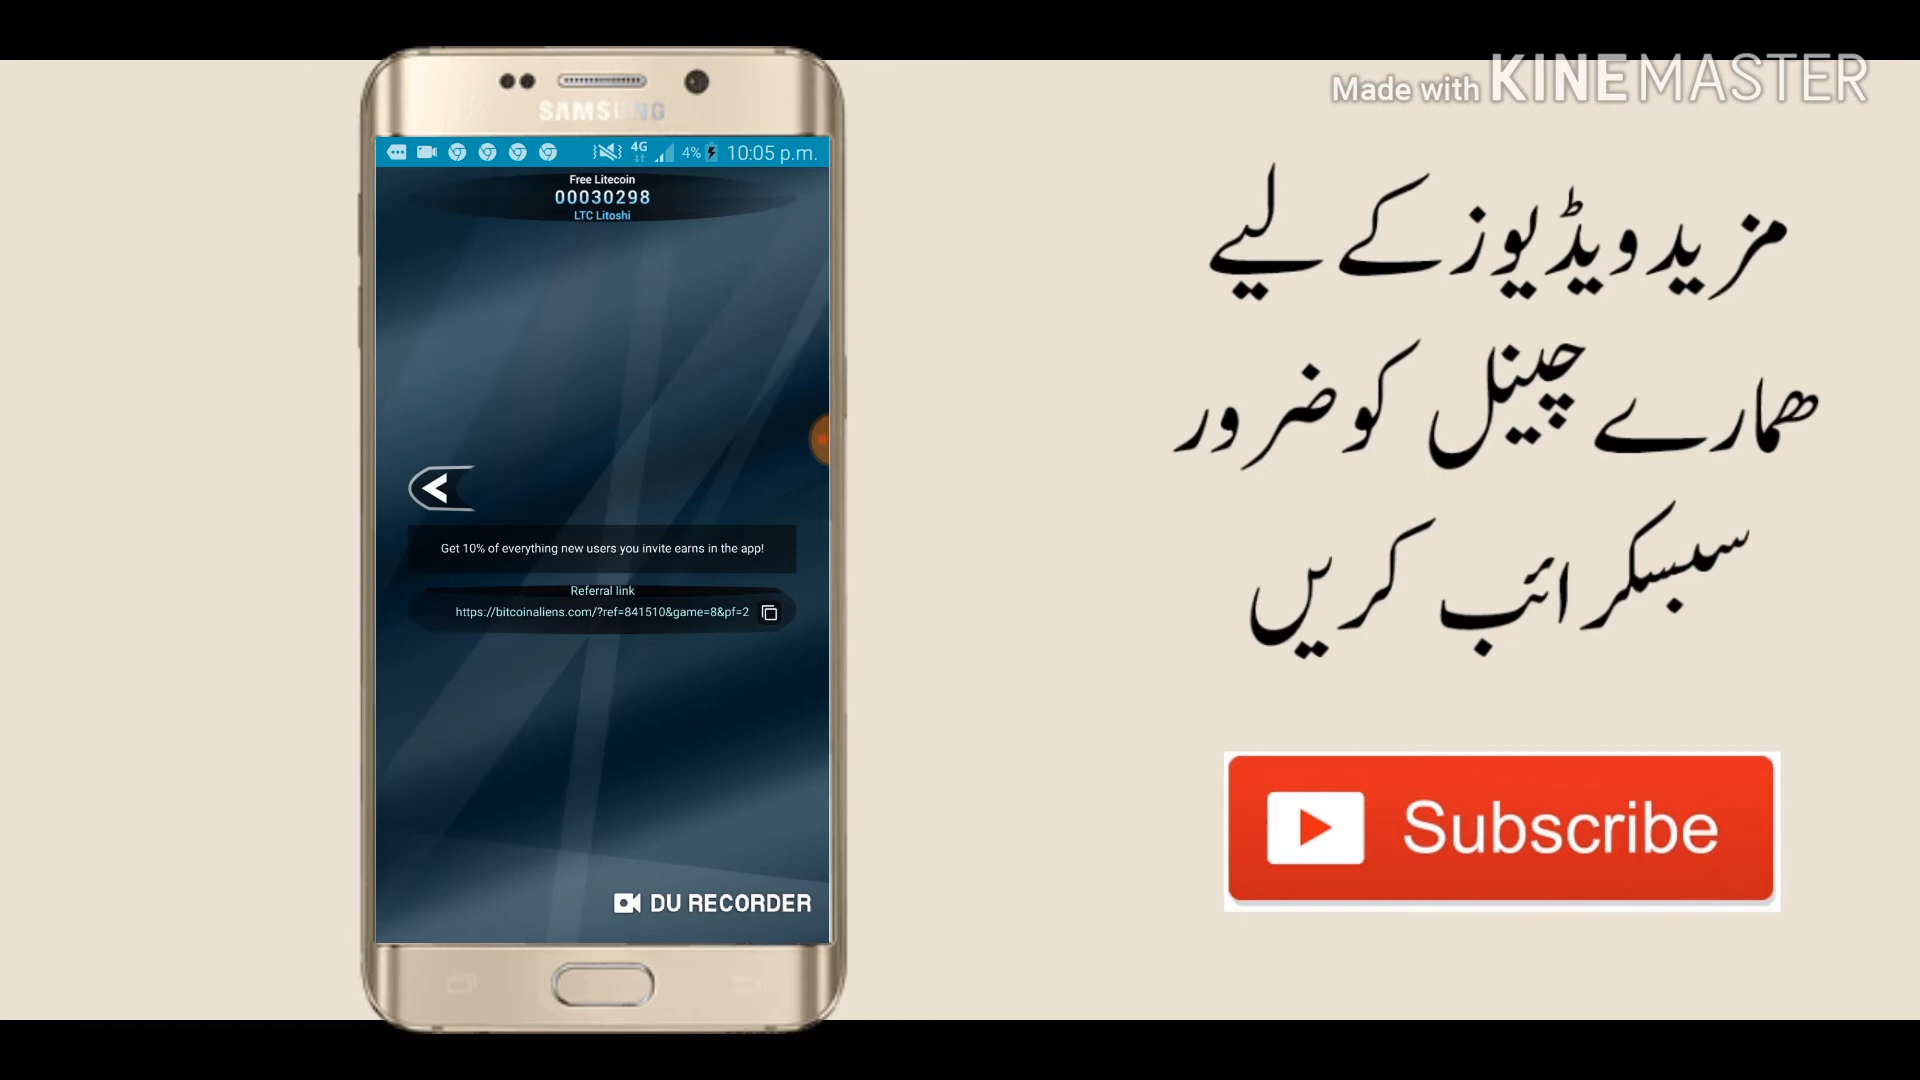 Made with KINEMASTER
SAMSUNG
4G 4% 10:05 p.m.
Free Litecoin
00030298
LTC Litoshi
Get 10% of everything new users you invite earns in the app!
Referral link
https://bitcoinaliens.com/?ref=841510&game=8&pf=2
DU RECORDER
مزید ویڈیوز کے لیے
ھمارے چینل کو ضرور
سبسکرائب کریں
Subscribe